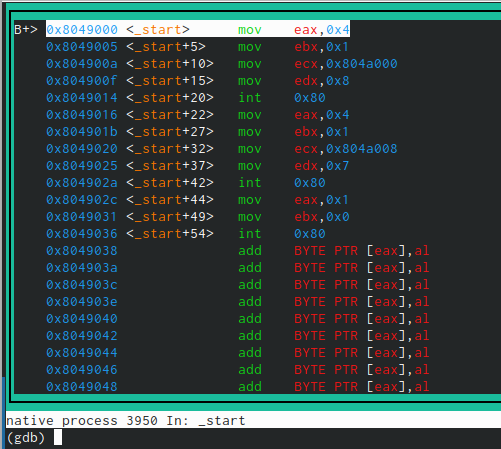 B+> 0x8049000 <_start> mov eax,0x4
0x8049005 <_start+5> mov ebx,0x1
0x804900a <_start+10> mov ecx,0x804a000
0x804900f <_start+15> mov edx,0x8
0x8049014 <_start+20> int 0x80
0x8049016 <_start+22> mov eax,0x4
0x804901b <_start+27> mov ebx,0x1
0x8049020 <_start+32> mov ecx,0x804a008
0x8049025 <_start+37> mov edx,0x7
0x804902a <_start+42> int 0x80
0x804902c <_start+44> mov eax,0x1
0x8049031 <_start+49> mov ebx,0x0
0x8049036 <_start+54> int 0x80
0x8049038 add BYTE PTR [eax],al
0x804903a add BYTE PTR [eax],al
0x804903c add BYTE PTR [eax],al
0x804903e add BYTE PTR [eax],al
0x8049040 add BYTE PTR [eax],al
0x8049042 add BYTE PTR [eax],al
0x8049044 add BYTE PTR [eax],al
0x8049046 add BYTE PTR [eax],al
0x8049048 add BYTE PTR [eax],al
native process 3950 In: _start
(gdb)